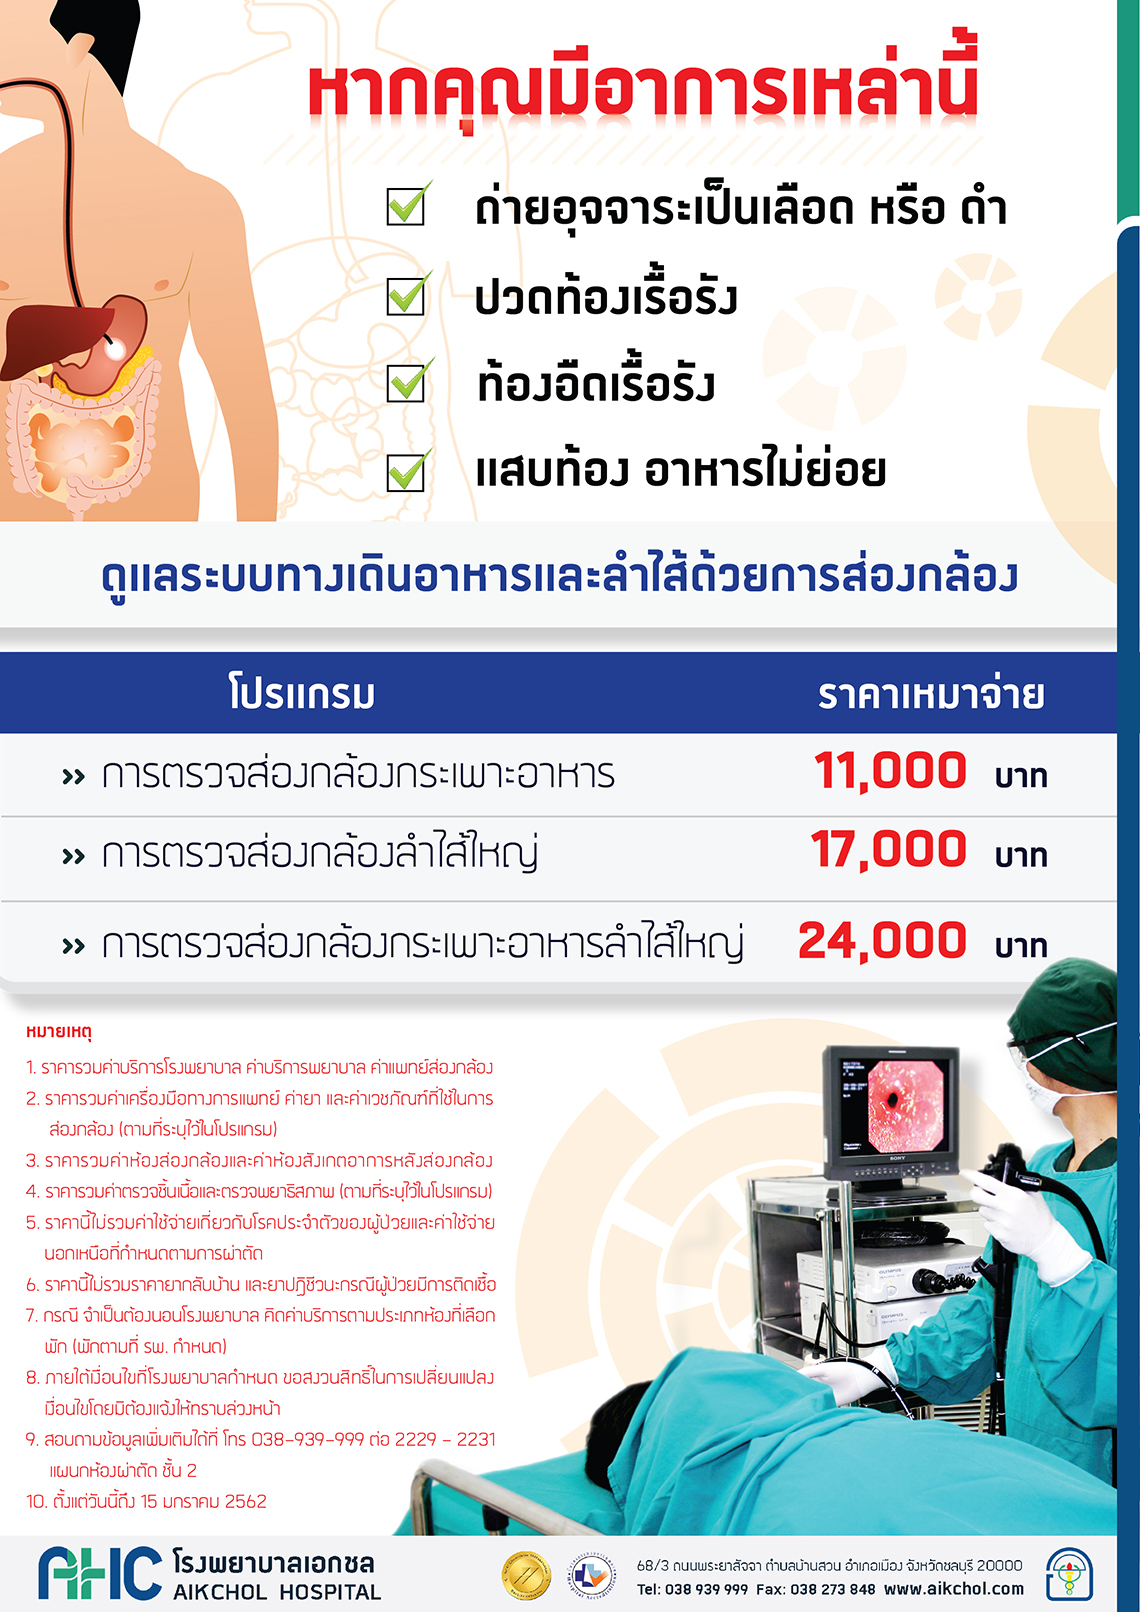 หากคุณมีอาการเหล่านี้
ถ่ายอุจจาระเป็นเลือด หรือ ดำ
ปวดท้องเรื้อรัง
ท้องอืดเรื้อรัง
แสบท้อง อาหารไม่ย่อย
ดูแลระบบทางเดินอาหารและลำไส้ด้วยการส่องกล้อง
โปรแกรม ราคาเหมาจ่าย
» การตรวจส่องกล้องกระเพาะอาหาร 11,000 บาท
» การตรวจส่องกล้องลำไส้ใหญ่ 17,000 บาท
» การตรวจส่องกล้องกระเพาะอาหารลำไส้ใหญ่ 24,000 บาท
หมายเหตุ
1. ราคารวมค่าบริการโรงพยาบาล ค่าบริการพยาบาล ค่าแพทย์ส่องกล้อง
2. ราคารวมค่าเครื่องมือทางการแพทย์ ค่ายา และค่าเวชภัณฑ์ที่ใช้ในการ
ส่องกล้อง (ตามที่ระบุไว้ในโปรแกรม)
3. ราคารวมค่าห้องส่องกล้องและค่าห้องสังเกตอาการหลังส่องกล้อง
4. ราคารวมค่าตรวจชิ้นเนื้อและตรวจพยาธิสภาพ (ตามที่ระบุไว้ในโปรแกรม)
5. ราคานี้ไม่รวมค่าใช้จ่ายเกี่ยวกับโรคประจำตัวของผู้ป่วยและค่าใช้จ่าย
นอกเหนือที่กำหนดตามการผ่าตัด
6. ราคานี้ไม่รวมราคายากลับบ้าน และยาปฏิชีวนะกรณีผู้ป่วยมีการติดเชื้อ
7. กรณี จำเป็นต้องนอนโรงพยาบาล คิดค่าบริการตามประเภทห้องที่เลือก
พัก (พักตามที่ รพ. กำหนด)
8. ภายใต้เงื่อนไขที่โรงพยาบาลกำหนด ขอสงวนสิทธิ์ในการเปลี่ยนแปลง
เงื่อนไขโดยมิต้องแจ้งให้ทราบล่วงหน้า
9. สอบถามข้อมูลเพิ่มเติมได้ที่ โทร 038-939-999 ต่อ 2229 - 2231
แผนกห้องผ่าตัด ชั้น 2
10. ตั้งแต่วันนี้ถึง 15 มกราคม 2562
SONY
OLYMPUS
AHC โรงพยาบาลเอกชล
AIKCHOL HOSPITAL
68/3 ถนนพระยาสัจจา ตำบลบ้านสวน อำเภอเมือง จังหวัดชลบุรี 20000
Tel: 038 939 999 Fax: 038 273 848 www.aikchol.com